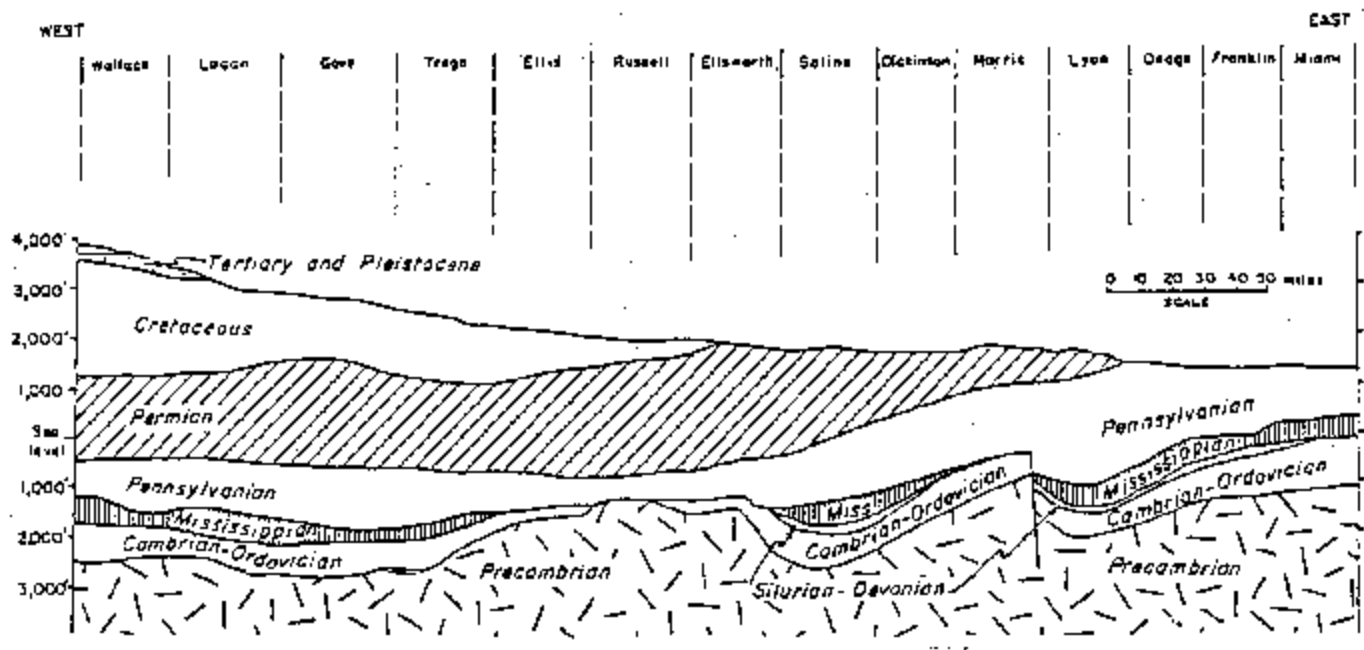 WEST
EAST
Wallace Logan Gove Trego Ellis Russell Ellsworth Saline Dickinson Morris Lyon Osage Franklin Miami
4,000'
Tertiary and Pleistocene
3,000'
0 10 20 30 40 50 miles
SCALE
Cretaceous
2,000'
1,000
Permian
Pennsylvanian
Sea
level
Mississippian
1,000'
Pennsylvanian
Mississippian
Miss.
Cambrian-Ordovician
Cambrian-Ordovician
2,000'
Cambrian-Ordovician
Precambrian
Precambrian
3,000'
Silurian-Devonian